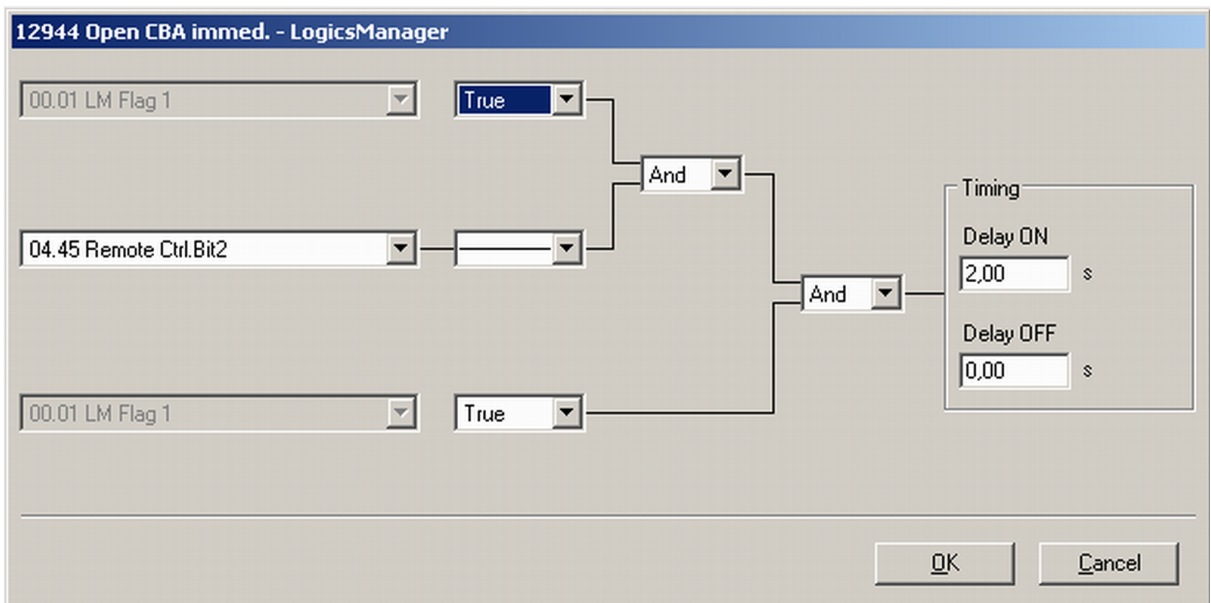 12944 Open CBA immed. - LogicsManager
00.01 LM Flag 1
True
And
04.45 Remote Ctrl.Bit2
And
00.01 LM Flag 1
True
Timing
Delay ON
2,00 s
Delay OFF
0,00 s
OK
Cancel